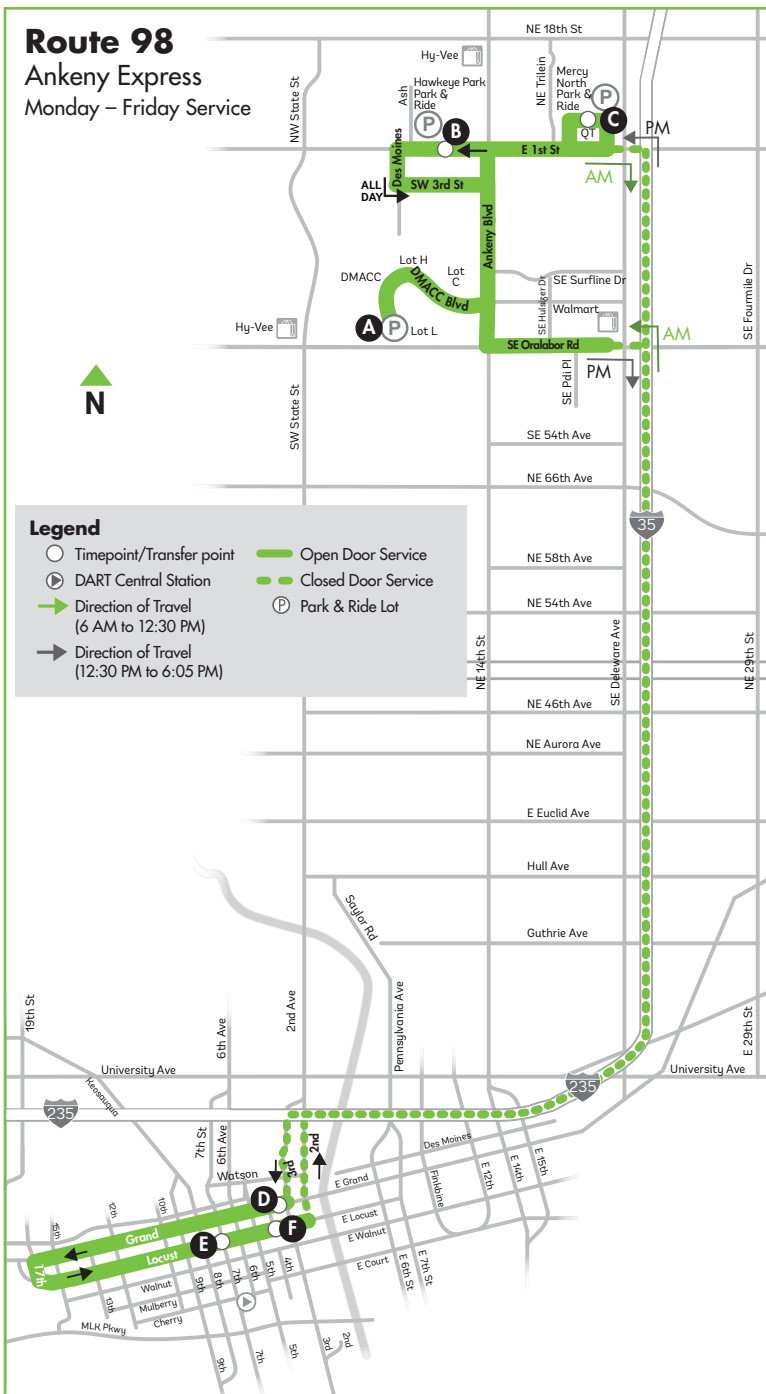 Route 98
Ankeny Express
Monday – Friday Service
NE 18th St
Hy-Vee
Hawkeye Park
Park &
Ride
P
Ash
NE Trilein
Mercy
North
Park &
Ride
P
NW State St
B
C
QT
PM
E 1st St
Des Moines
ALL
DAY
SW 3rd St
AM
Ankeny Blvd
Lot H
DMACC
Lot
C
DMACC Blvd
SE Surfline Dr
SE Hulsizer Dr
Walmart
SE Fourmile Dr
Hy-Vee
A
P
Lot L
AM
SE Oralabor Rd
PM
SE Pdi Pl
N
SW State St
SE 54th Ave
NE 66th Ave
35
Legend
Timepoint/Transfer point
DART Central Station
Direction of Travel
(6 AM to 12:30 PM)
Direction of Travel
(12:30 PM to 6:05 PM)
Open Door Service
Closed Door Service
P
Park & Ride Lot
NE 58th Ave
NE 54th Ave
NE 14th St
SE Deleware Ave
NE 29th St
NE 46th Ave
NE Aurora Ave
E Euclid Ave
Hull Ave
Saylor Rd
Guthrie Ave
19th St
6th Ave
2nd Ave
Pennsylvania Ave
E 29th St
University Ave
University Ave
Keosauqua
235
235
7th St
6th Ave
Des Moines
Watson
3rd
2nd
E Grand
Finkbine
E 12th
E 14th
E 15th
D
F
E
E Locust
E Walnut
E Court
E 6th St
E 7th St
15th
12th
10th
Grand
Locust
17th
Walnut
Mulberry
Cherry
13th
9th
8th
7th
6th
5th
4th
MLK Pkwy
9th
7th
5th
3rd
2nd